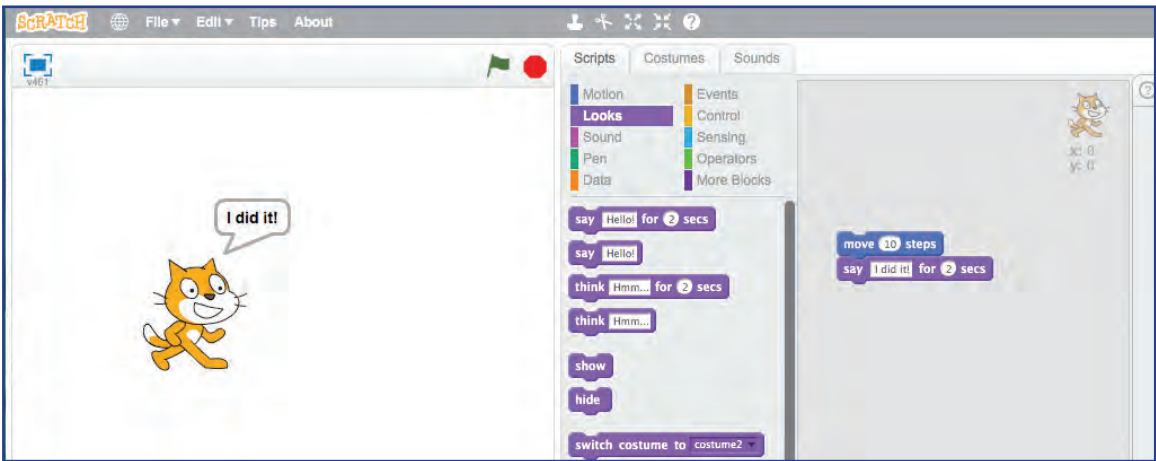 SCRATCH File Edit Tips About
v461
Scripts Costumes Sounds
Motion Events
Looks Control
Sound Sensing
Pen Operators
Data More Blocks
x: 0
y: 0
I did it!
say Hello! for 2 secs
say Hello!
think Hmm... for 2 secs
think Hmm...
show
hide
switch costume to costume2
move 10 steps
say I did it! for 2 secs